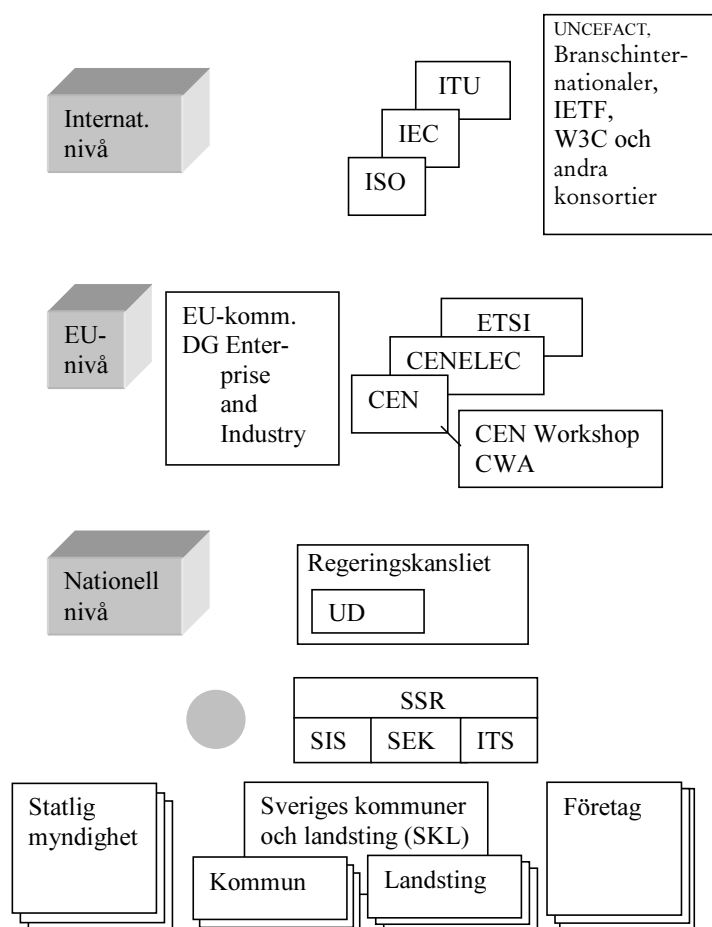 Internat.
nivå
ITU
IEC
ISO
UNCEFACT,
Branschinter-
nationaler,
IETF,
W3C och
andra
konsortier
EU-
nivå
EU-komm.
DG Enter-
prise
and
Industry
ETSI
CENELEC
CEN
CEN Workshop
CWA
Nationell
nivå
Regeringskansliet
UD
SSR
SIS
SEK
ITS
Statlig
myndighet
Sveriges kommuner
och landsting (SKL)
Kommun
Landsting
Företag